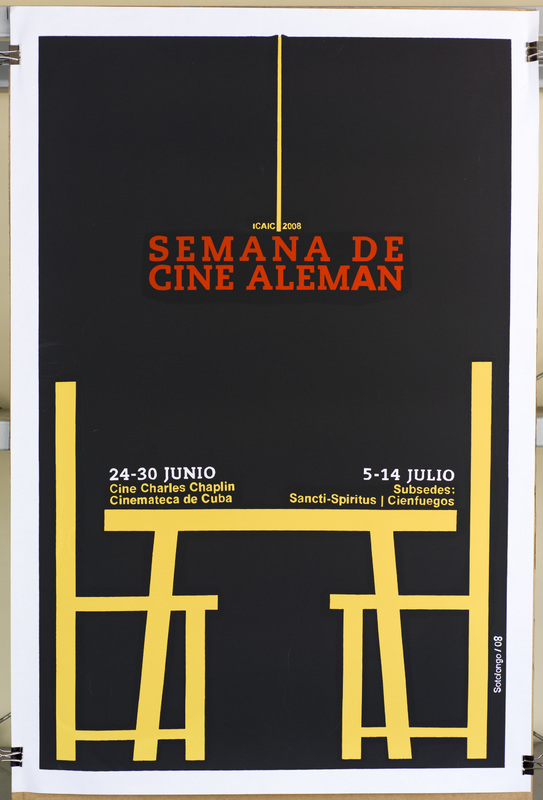 ICAIC 2008
SEMANA DE
CINE ALEMAN
24-30 JUNIO
Cine Charles Chaplin
Cinemateca de Cuba
5-14 JULIO
Subsedes:
Sancti-Spiritus | Cienfuegos
Sotolongo / 08